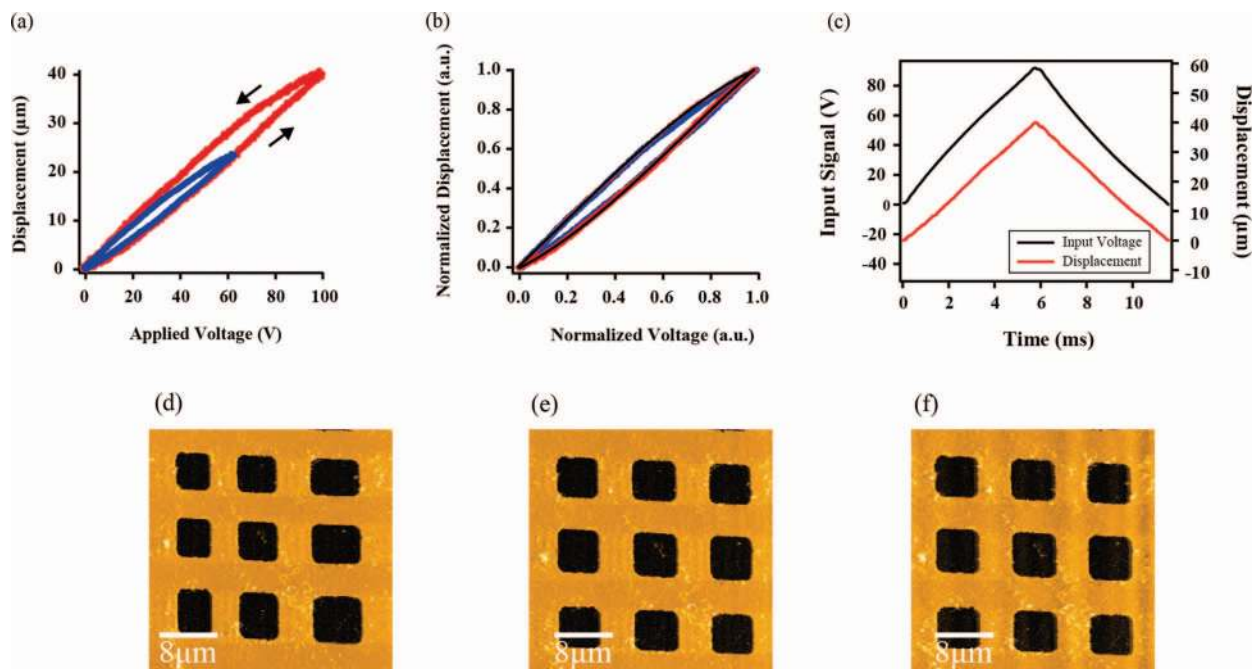 (a)
(b)
(c)
Displacement (μm)
40
30
20
10
0
0
20
40
60
80
100
Applied Voltage (V)
Normalized Displacement (a.u.)
1.0
0.8
0.6
0.4
0.2
0.0
0.0
0.2
0.4
0.6
0.8
1.0
Normalized Voltage (a.u.)
Input Signal (V)
80
40
0
-20
-40
60
50
40
30
20
10
0
-10
Displacement (μm)
Input Voltage
Displacement
0
2
4
6
8
10
Time (ms)
(d)
(e)
(f)
8μm
8μm
8μm